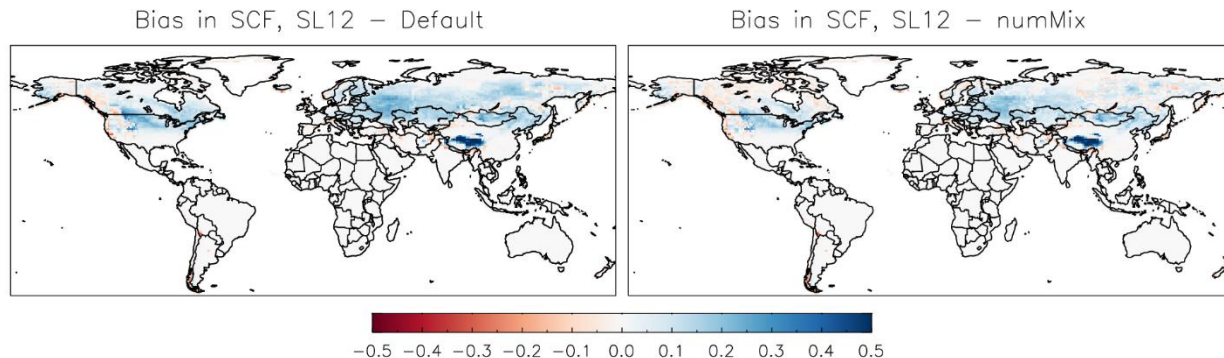 Bias in SCF, SL12 – Default
Bias in SCF, SL12 – numMix
−0.5 −0.4 −0.3 −0.2 −0.1 0.0 0.1 0.2 0.3 0.4 0.5